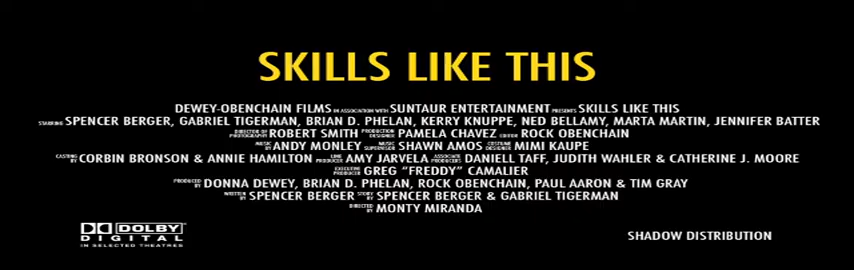 SKILLS LIKE THIS
DEWEY-OBENCHAIN FILMS IN ASSOCIATION WITH SUNTAUR ENTERTAINMENT PRESENTS SKILLS LIKE THIS
STARRING SPENCER BERGER, GABRIEL TIGERMAN, BRIAN D. PHELAN, KERRY KNUPPE, NED BELLAMY, MARTA MARTIN, JENNIFER BATTER
DIRECTOR OF PHOTOGRAPHY ROBERT SMITH PRODUCTION DESIGNER PAMELA CHAVEZ EDITOR ROCK OBENCHAIN
MUSIC BY ANDY MONLEY MUSIC SUPERVISOR SHAWN AMOS COSTUME DESIGNER MIMI KAUPE
CASTING BY CORBIN BRONSON & ANNIE HAMILTON LINE PRODUCER AMY JARVELA ASSOCIATE PRODUCERS DANIELL TAFF, JUDITH WAHLER & CATHERINE J. MOORE
EXECUTIVE PRODUCER GREG "FREDDY" CAMALIER
PRODUCED BY DONNA DEWEY, BRIAN D. PHELAN, ROCK OBENCHAIN, PAUL AARON & TIM GRAY
WRITTEN BY SPENCER BERGER STORY BY SPENCER BERGER & GABRIEL TIGERMAN
DIRECTED BY MONTY MIRANDA
DOLBY
DIGITAL
IN SELECTED THEATRES
SHADOW DISTRIBUTION